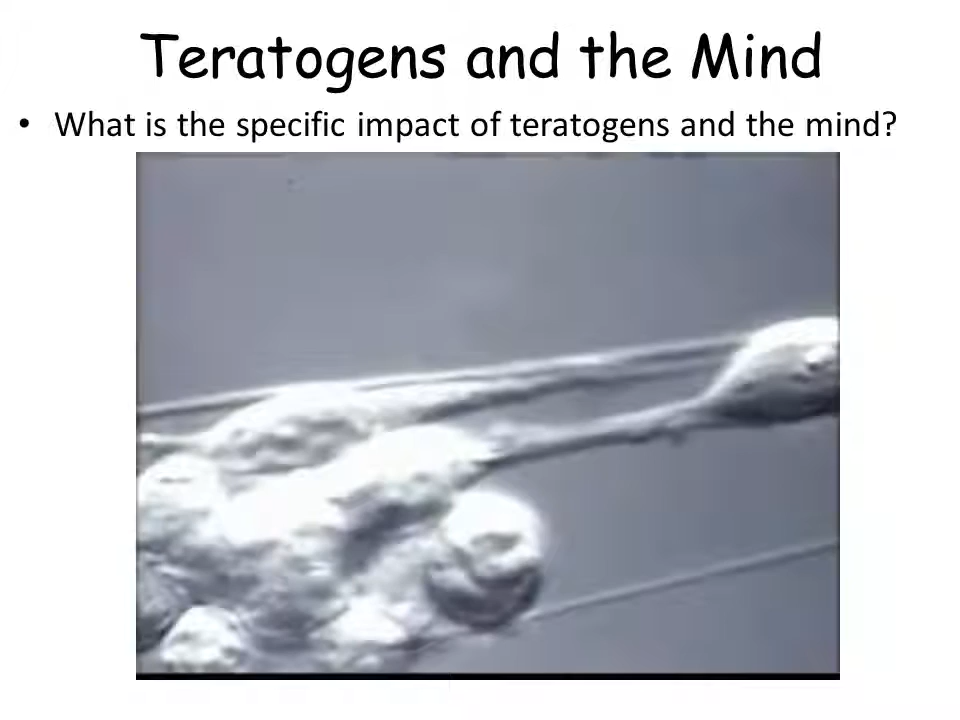 Teratogens and the Mind
• What is the specific impact of teratogens and the mind?